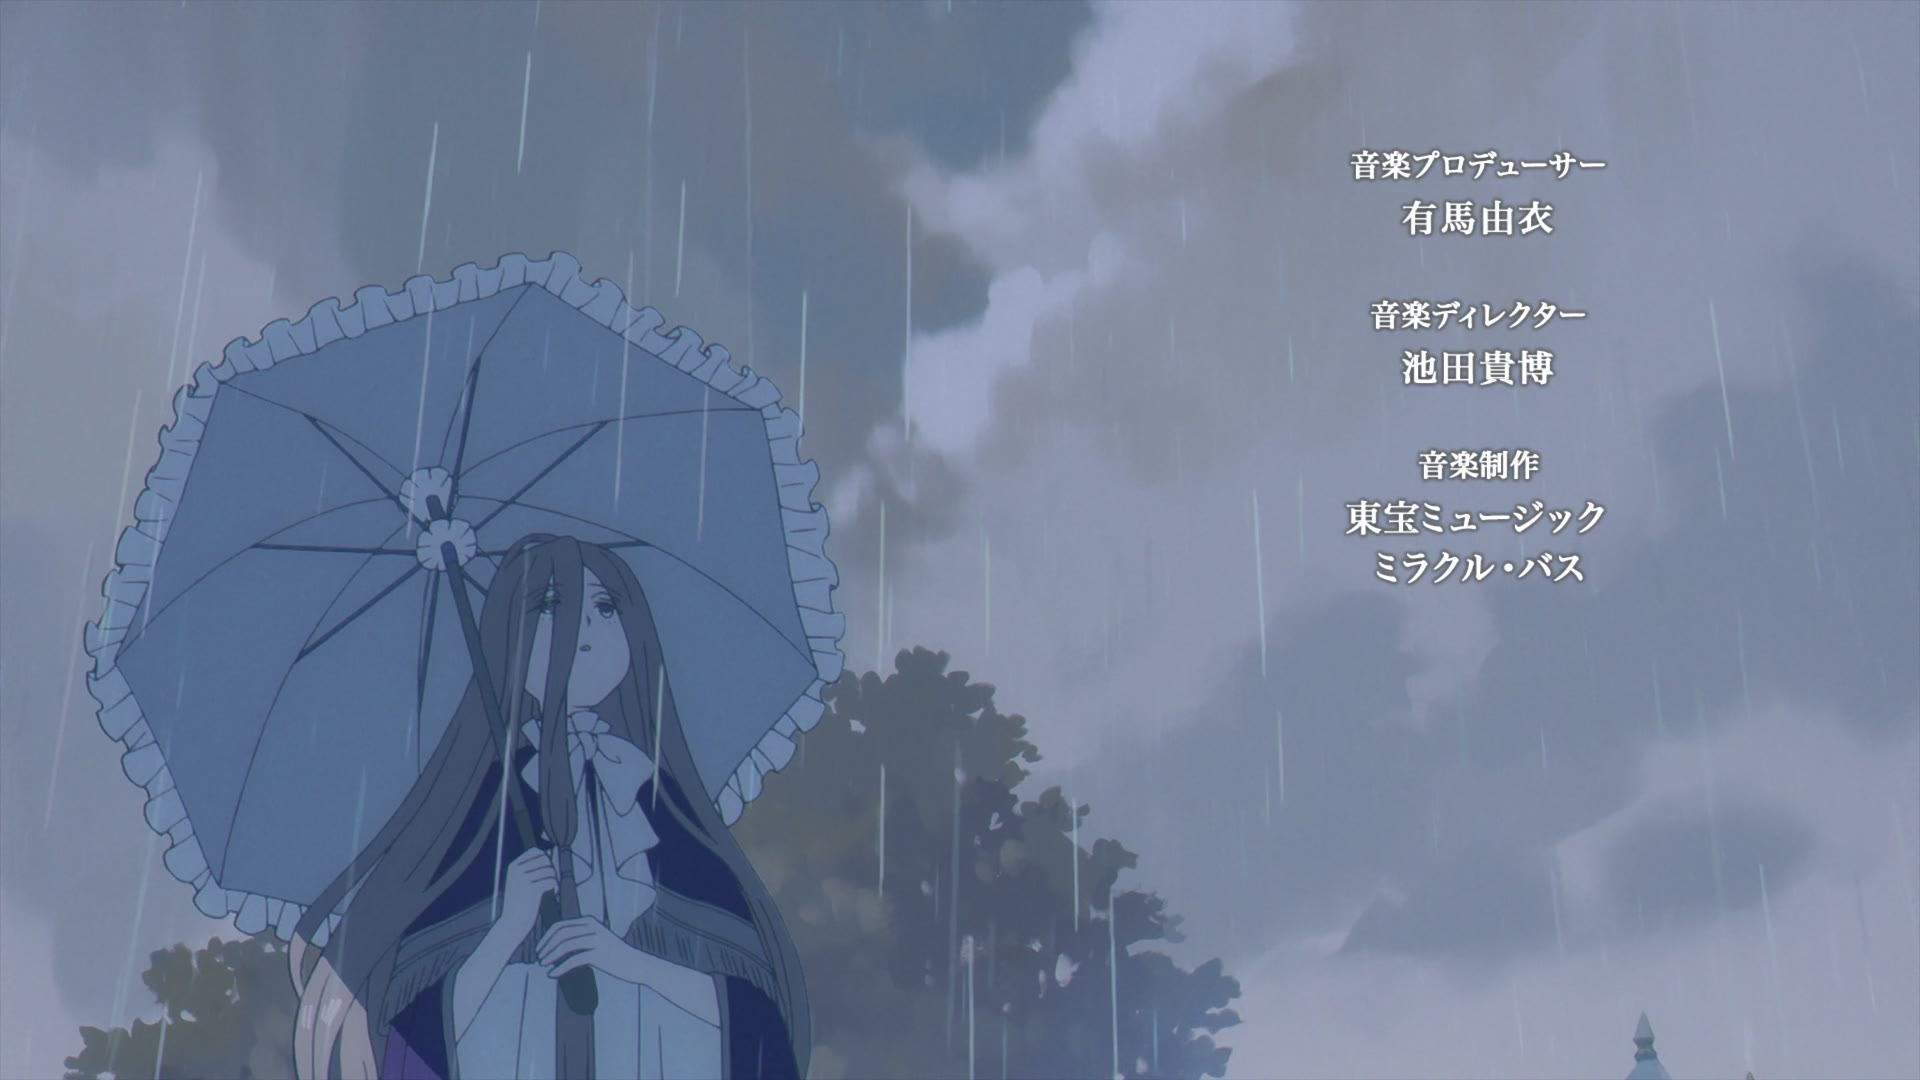 音楽プロデューサー
有馬由衣
音楽ディレクター
池田貴博
音楽制作
東宝ミュージック
ミラクル・バス